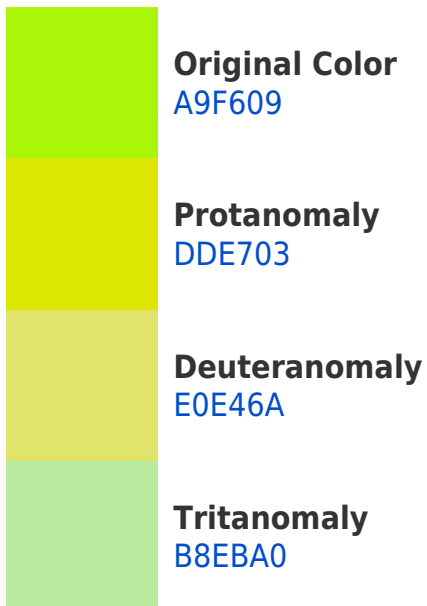 Original Color
A9F609
Protanomaly
DDE703
Deuteranomaly
E0E46A
Tritanomaly
B8EBA0